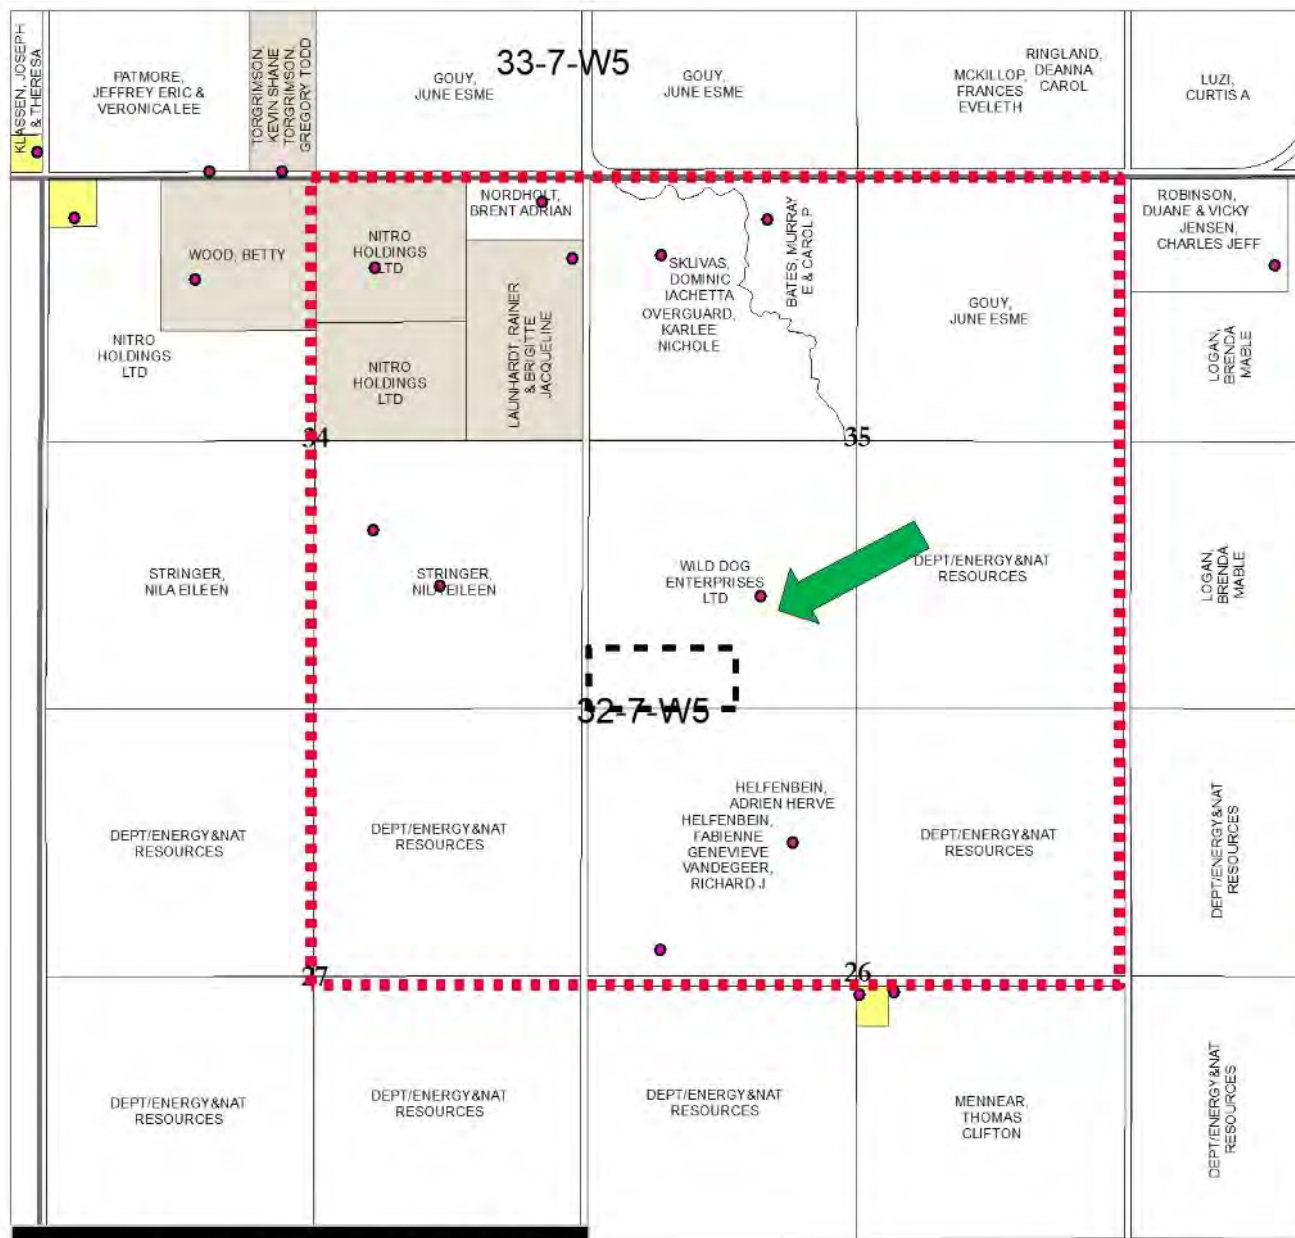 33-7-W5
KLASSEN, JOSEPH
& THERESA
PATMORE,
JEFFREY ERIC &
VERONICA LEE
TORGRIMSON,
KEVIN SHANE
TORGRIMSON,
GREGORY TODD
GOUY,
JUNE ESME
GOUY,
JUNE ESME
MCKILLOP,
FRANCES
EVELETH
RINGLAND,
DEANNA
CAROL
LUZI,
CURTIS A
WOOD, BETTY
NITRO
HOLDINGS
LTD
NITRO
HOLDINGS
LTD
NORDHOLT,
BRENT ADRIAN
NITRO
HOLDINGS
LTD
LAUNHARDT, RAINER
& BRIGITTE
JACQUELINE
SKLIVAS,
DOMINIC
IACHETTA
OVERGUARD,
KARLEE
NICHOLE
BATES, MURRAY
E & CAROL P
GOUY,
JUNE ESME
ROBINSON,
DUANE & VICKY
JENSEN,
CHARLES JEFF
LOGAN,
BRENDA
MABLE
34
35
STRINGER,
NILA EILEEN
STRINGER,
NILA EILEEN
WILD DOG
ENTERPRISES
LTD
DEPT/ENERGY&NAT
RESOURCES
LOGAN,
BRENDA
MABLE
32-7-W5
DEPT/ENERGY&NAT
RESOURCES
DEPT/ENERGY&NAT
RESOURCES
HELFENBEIN,
ADRIEN HERVE
HELFENBEIN,
FABIENNE
GENEVIEVE
VANDEGEER,
RICHARD J
DEPT/ENERGY&NAT
RESOURCES
DEPT/ENERGY&NAT
RESOURCES
27
26
DEPT/ENERGY&NAT
RESOURCES
DEPT/ENERGY&NAT
RESOURCES
DEPT/ENERGY&NAT
RESOURCES
MENNEAR,
THOMAS
CLIFTON
DEPT/ENERGY&NAT
RESOURCES